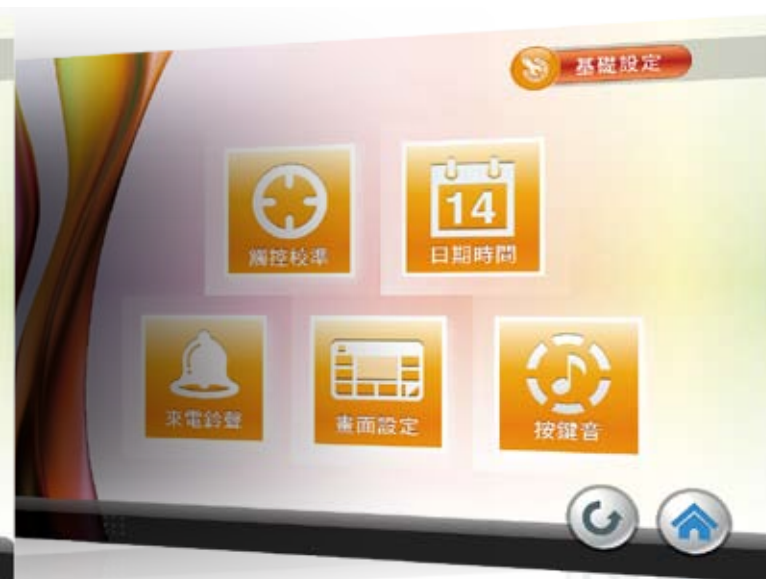 基礎設定
觸控校準
14
日期時間
來電鈴聲
畫面設定
按鍵音